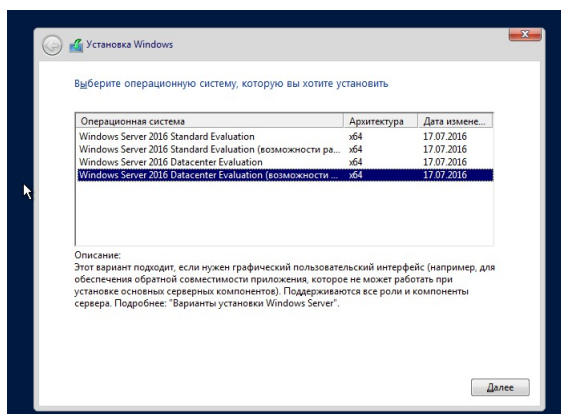 Установка Windows
Выберите операционную систему, которую вы хотите установить
Операционная система Архитектура Дата измене...
Windows Server 2016 Standard Evaluation x64 17.07.2016
Windows Server 2016 Standard Evaluation (возможности ра... x64 17.07.2016
Windows Server 2016 Datacenter Evaluation x64 17.07.2016
Windows Server 2016 Datacenter Evaluation (возможности ... x64 17.07.2016
Описание:
Этот вариант подходит, если нужен графический пользовательский интерфейс (например, для
обеспечения обратной совместимости приложения, которое не может работать при
установке основных серверных компонентов). Поддерживаются все роли и компоненты
сервера. Подробнее: "Варианты установки Windows Server".
Далее